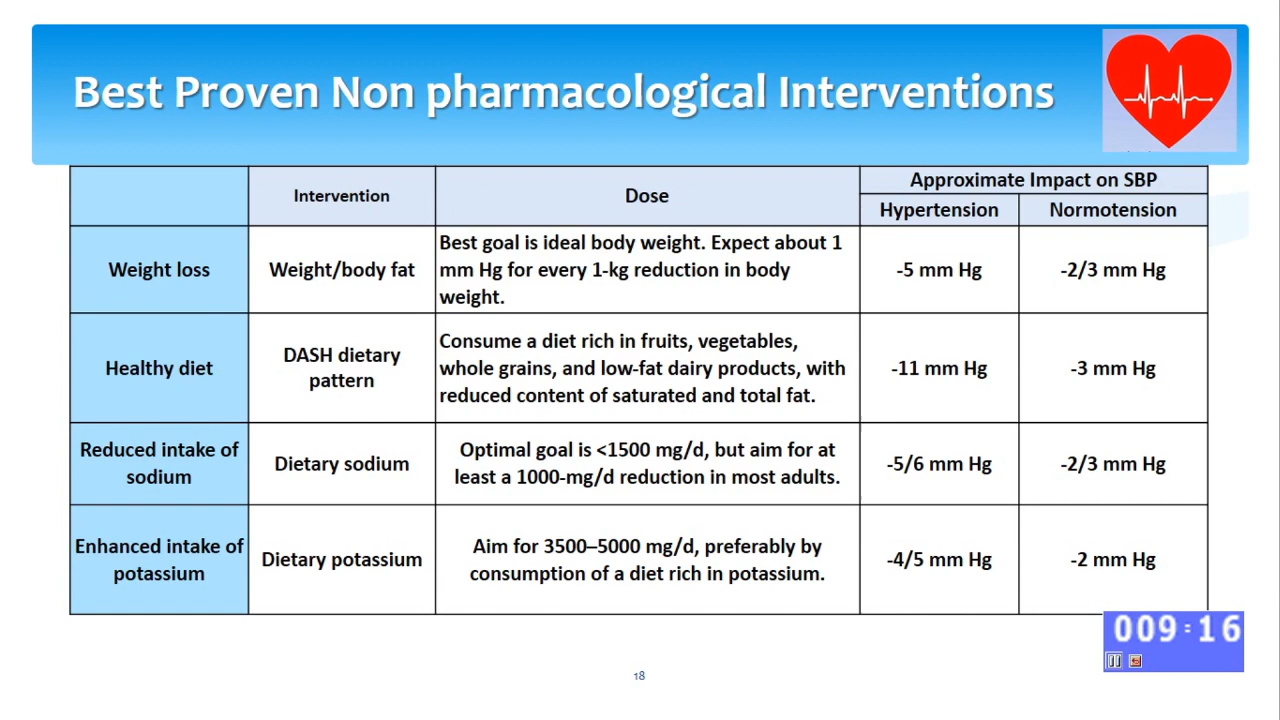 Best Proven Non pharmacological Interventions
Intervention
Dose
Approximate Impact on SBP
Hypertension
Normotension
Weight loss
Weight/body fat
Best goal is ideal body weight. Expect about 1
mm Hg for every 1-kg reduction in body
weight.
-5 mm Hg
-2/3 mm Hg
Healthy diet
DASH dietary
pattern
Consume a diet rich in fruits, vegetables,
whole grains, and low-fat dairy products, with
reduced content of saturated and total fat.
-11 mm Hg
-3 mm Hg
Reduced intake of
sodium
Dietary sodium
Optimal goal is <1500 mg/d, but aim for at
least a 1000-mg/d reduction in most adults.
-5/6 mm Hg
-2/3 mm Hg
Enhanced intake of
potassium
Dietary potassium
Aim for 3500–5000 mg/d, preferably by
consumption of a diet rich in potassium.
-4/5 mm Hg
-2 mm Hg
009:16
18